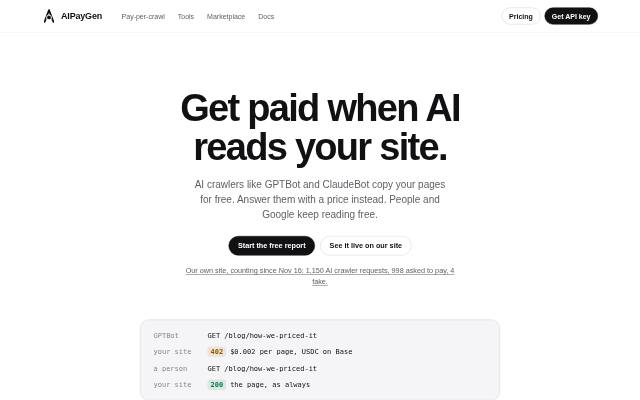 AIPayGen
Pay-per-crawl
Tools
Marketplace
Docs
Pricing
Get API key
Get paid when AI
reads your site.
AI crawlers like GPTBot and ClaudeBot copy your pages
for free. Answer them with a price instead. People and
Google keep reading free.
Start the free report
See it live on our site
Our own site, counting since Nov 16: 1,150 AI crawler requests, 998 asked to pay, 4
fake.
GPTBot GET /blog/how-we-priced-it
your site 402 $0.002 per page, USDC on Base
a person GET /blog/how-we-priced-it
your site 200 the page, as always